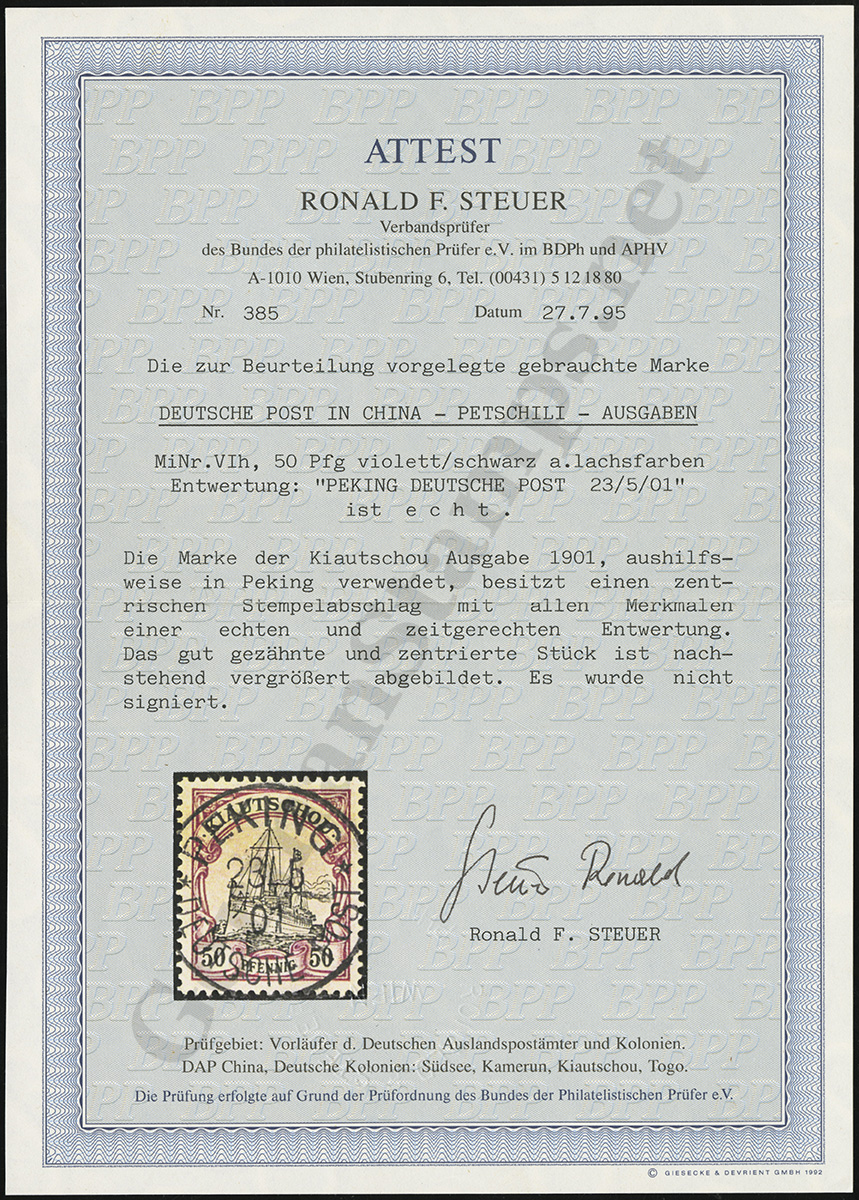 ATTEST
RONALD F. STEUER
Verbandsprüfer
des Bundes der philatelistischen Prüfer e.V. im BDPh und APHV
A-1010 Wien, Stubenring 6, Tel. (00431) 5 12 18 80
Nr. 385 Datum 27.7.95
Die zur Beurteilung vorgelegte gebrauchte Marke
DEUTSCHE POST IN CHINA - PETSCHILI - AUSGABEN
MiNr.VIh, 50 Pfg violett/schwarz a.lachsfarben
Entwertung: "PEKING DEUTSCHE POST 23/5/01"
ist e c h t .
Die Marke der Kiautschou Ausgabe 1901, aushilfs-
weise in Peking verwendet, besitzt einen zent-
rischen Stempelabschlag mit allen Merkmalen
einer echten und zeitgerechten Entwertung.
Das gut gezähnte und zentrierte Stück ist nach-
stehend vergrößert abgebildet. Es wurde nicht
signiert.
KIAUTSCHOU
PEKING
23/5
01
DEUTSCHE POST
50 PFENNIG 50
Steuer Ronald
Ronald F. STEUER
Prüfgebiet: Vorläufer d. Deutschen Auslandspostämter und Kolonien.
DAP China, Deutsche Kolonien: Südsee, Kamerun, Kiautschou, Togo.
Die Prüfung erfolgte auf Grund der Prüfordnung des Bundes der Philatelistischen Prüfer e.V.
© GIESECKE & DEVRIENT GMBH 1992
Germanstamps.net